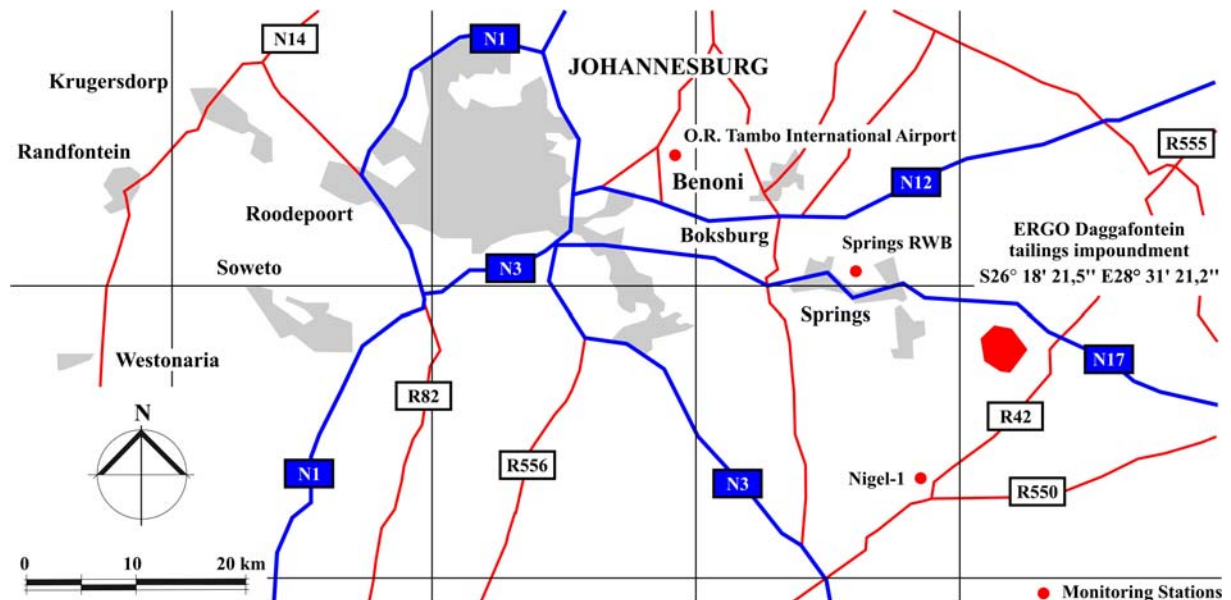 N14
N1
JOHANNESBURG
Krugersdorp
O.R. Tambo International Airport
R555
Randfontein
Benoni
N12
Roodepoort
Boksburg
Springs RWB
ERGO Daggafontein
tailings impoundment
S26° 18' 21,5'' E28° 31' 21,2''
Soweto
N3
Springs
Westonaria
N17
R82
N
R42
R556
N1
N3
Nigel-1
R550
0 10 20 km
Monitoring Stations